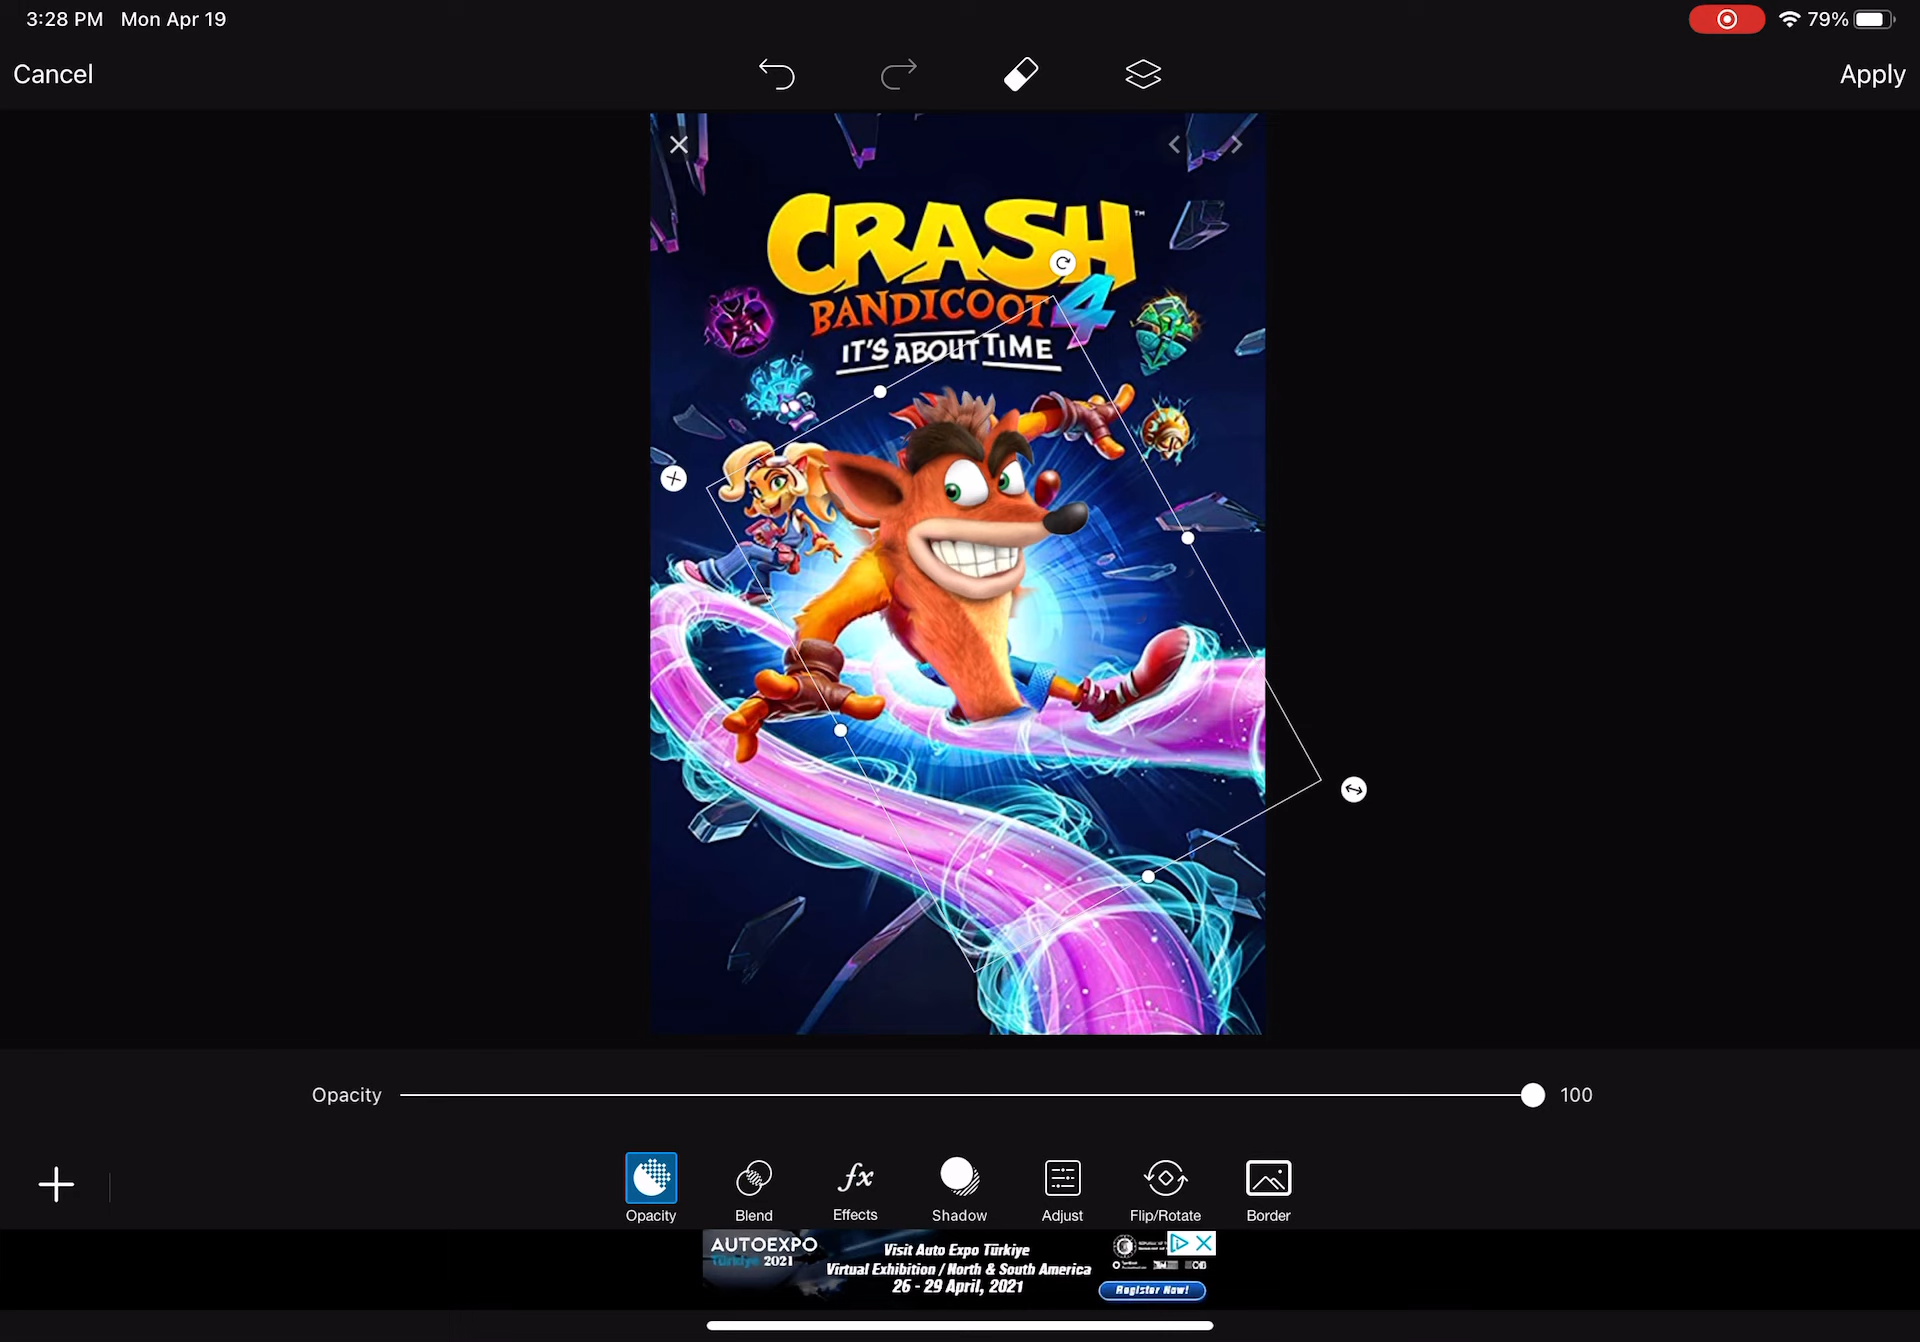 3:28 PM Mon Apr 19
79%
Cancel
Apply
CRASH™
BANDICOOT 4
IT'S ABOUT TIME
Opacity
100
Opacity
Blend
Effects
Shadow
Adjust
Flip/Rotate
Border
AUTOEXPO
Türkiye 2021
Visit Auto Expo Türkiye
Virtual Exhibition / North & South America
26 - 29 April, 2021
Register Now!